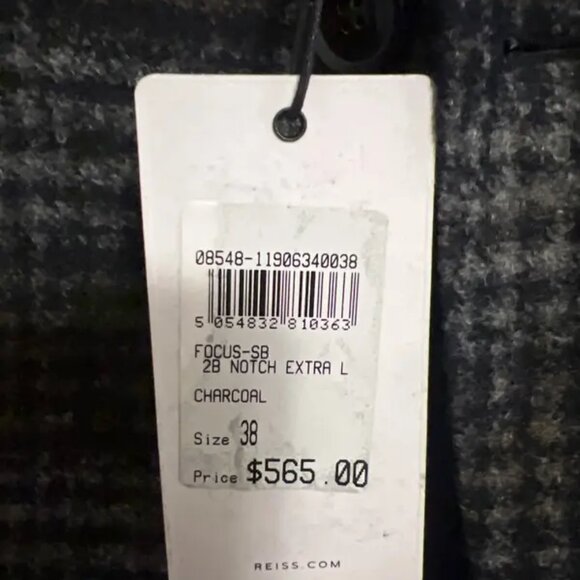 08548-11906340038
5 054832 810363
FOCUS-SB
2B NOTCH EXTRA L
CHARCOAL
Size 38
Price $565.00
REISS.COM